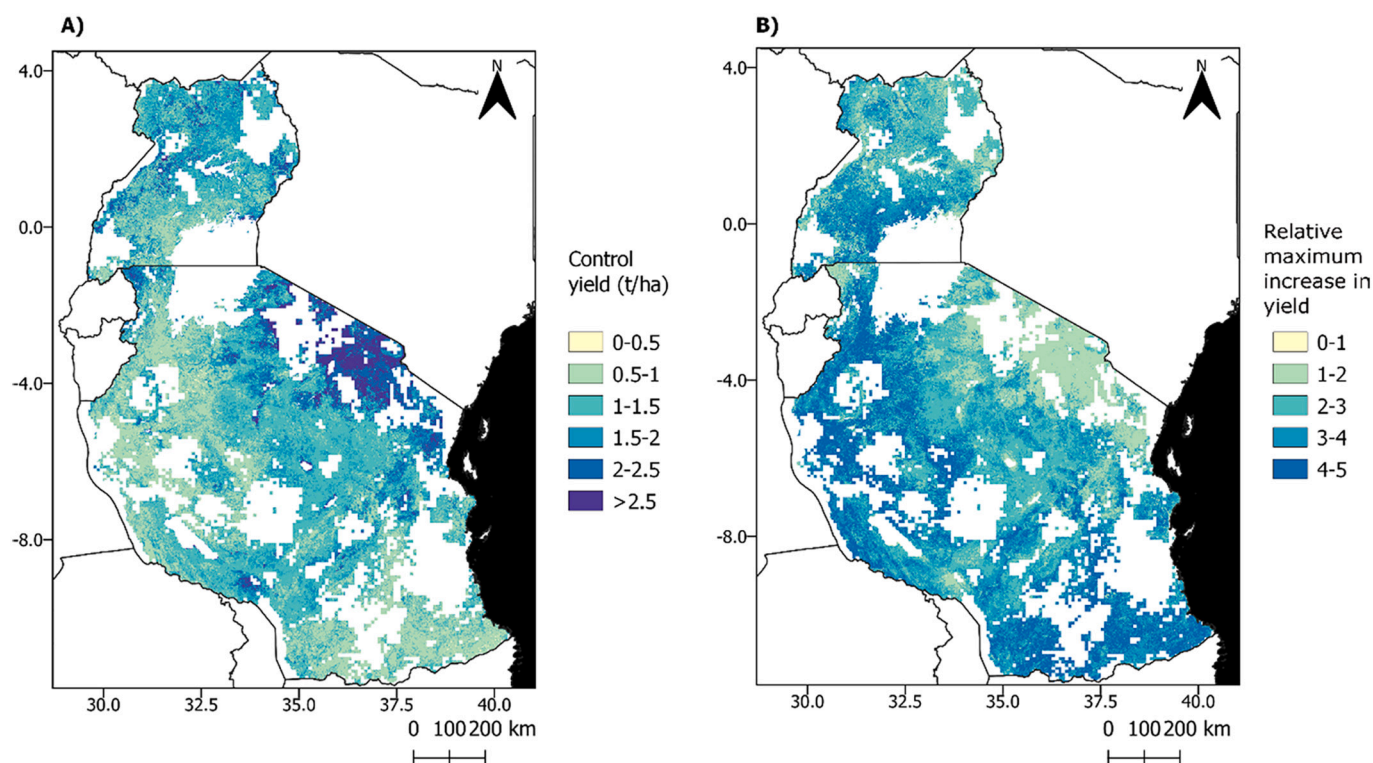 A)
N
4.0
0.0
-4.0
-8.0
30.0 32.5 35.0 37.5 40.0
0 100 200 km
Control
yield (t/ha)
0-0.5
0.5-1
1-1.5
1.5-2
2-2.5
>2.5
B)
N
4.0
0.0
-4.0
-8.0
30.0 32.5 35.0 37.5 40.0
0 100 200 km
Relative
maximum
increase in
yield
0-1
1-2
2-3
3-4
4-5